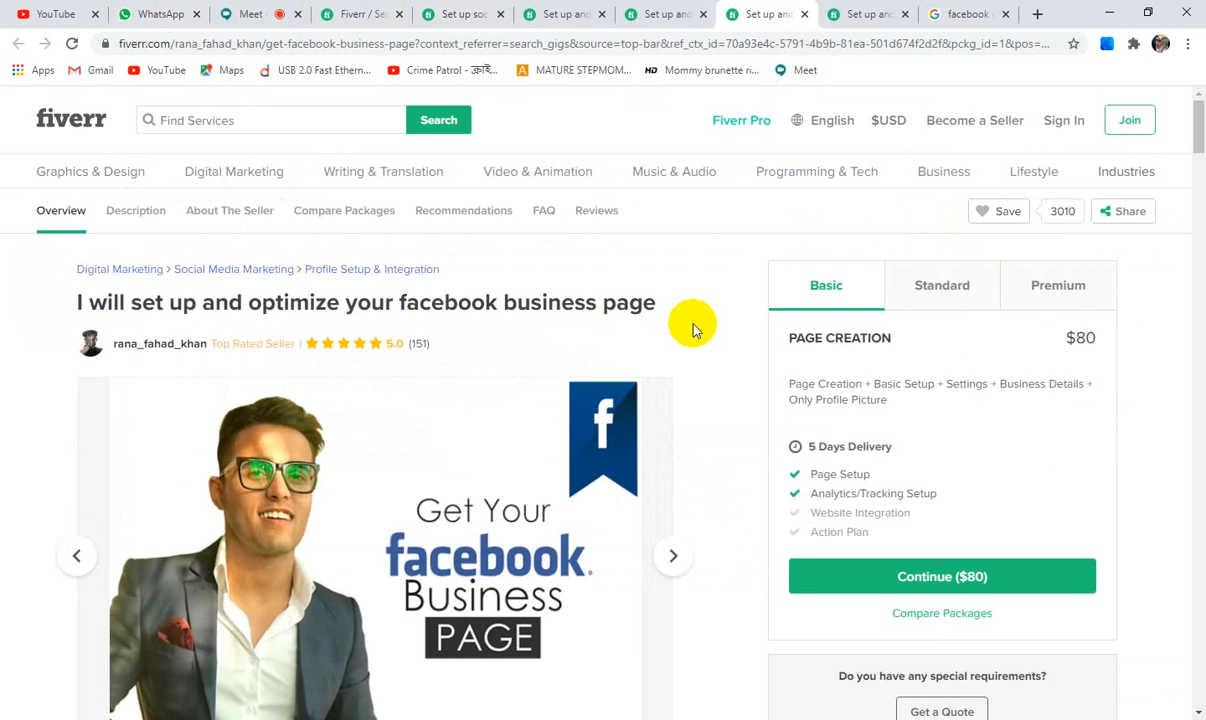 YouTube
WhatsApp
Meet -
Fiverr / Sea
Set up soc
Set up and
Set up and
Set up and
Set up and
facebook
fiverr.com/rana_fahad_khan/get-facebook-business-page?context_referrer=search_gigs&source=top-bar&ref_ctx_id=70a93e4c-5791-4b9b-81ea-501d674f2d2f&pckg_id=1&pos=...
Apps
Gmail
YouTube
Maps
USB 2.0 Fast Ethern...
Crime Patrol - ক্রাই...
MATURE STEPMOM...
HD Mommy brunette ri...
Meet
fiverr
Find Services
Search
Fiverr Pro
English
$USD
Become a Seller
Sign In
Join
Graphics & Design
Digital Marketing
Writing & Translation
Video & Animation
Music & Audio
Programming & Tech
Business
Lifestyle
Industries
Overview
Description
About The Seller
Compare Packages
Recommendations
FAQ
Reviews
Save
3010
Share
Digital Marketing > Social Media Marketing > Profile Setup & Integration
I will set up and optimize your facebook business page
rana_fahad_khan Top Rated Seller | 5.0 (151)
f
Get Your
facebook.
Business
PAGE
Basic
Standard
Premium
PAGE CREATION
$80
Page Creation + Basic Setup + Settings + Business Details +
Only Profile Picture
5 Days Delivery
Page Setup
Analytics/Tracking Setup
Website Integration
Action Plan
Continue ($80)
Compare Packages
Do you have any special requirements?
Get a Quote